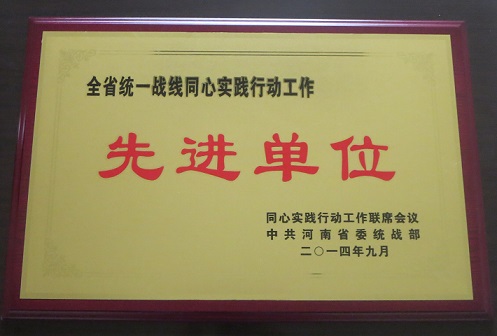 全省统一战线同心实践行动工作
先进单位
同心实践行动工作联席会议
中共河南省委统战部
二〇一四年九月